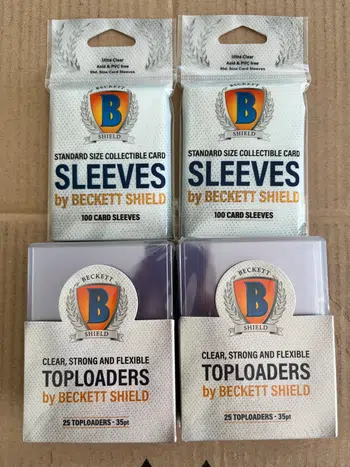 Ultra Clear
Acid & PVC free
Std. Size Card Sleeves
BECKETT
B
SHIELD
STANDARD SIZE COLLECTIBLE CARD
SLEEVES
by BECKETT SHIELD
100 CARD SLEEVES
Ultra Clear
Acid & PVC free
Std. Size Card Sleeves
BECKETT
B
SHIELD
STANDARD SIZE COLLECTIBLE CARD
SLEEVES
by BECKETT SHIELD
100 CARD SLEEVES
BECKETT
B
SHIELD
CLEAR, STRONG AND FLEXIBLE
TOPLOADERS
by BECKETT SHIELD
25 TOPLOADERS - 35pt
BECKETT
B
SHIELD
CLEAR, STRONG AND FLEXIBLE
TOPLOADERS
by BECKETT SHIELD
25 TOPLOADERS - 35pt